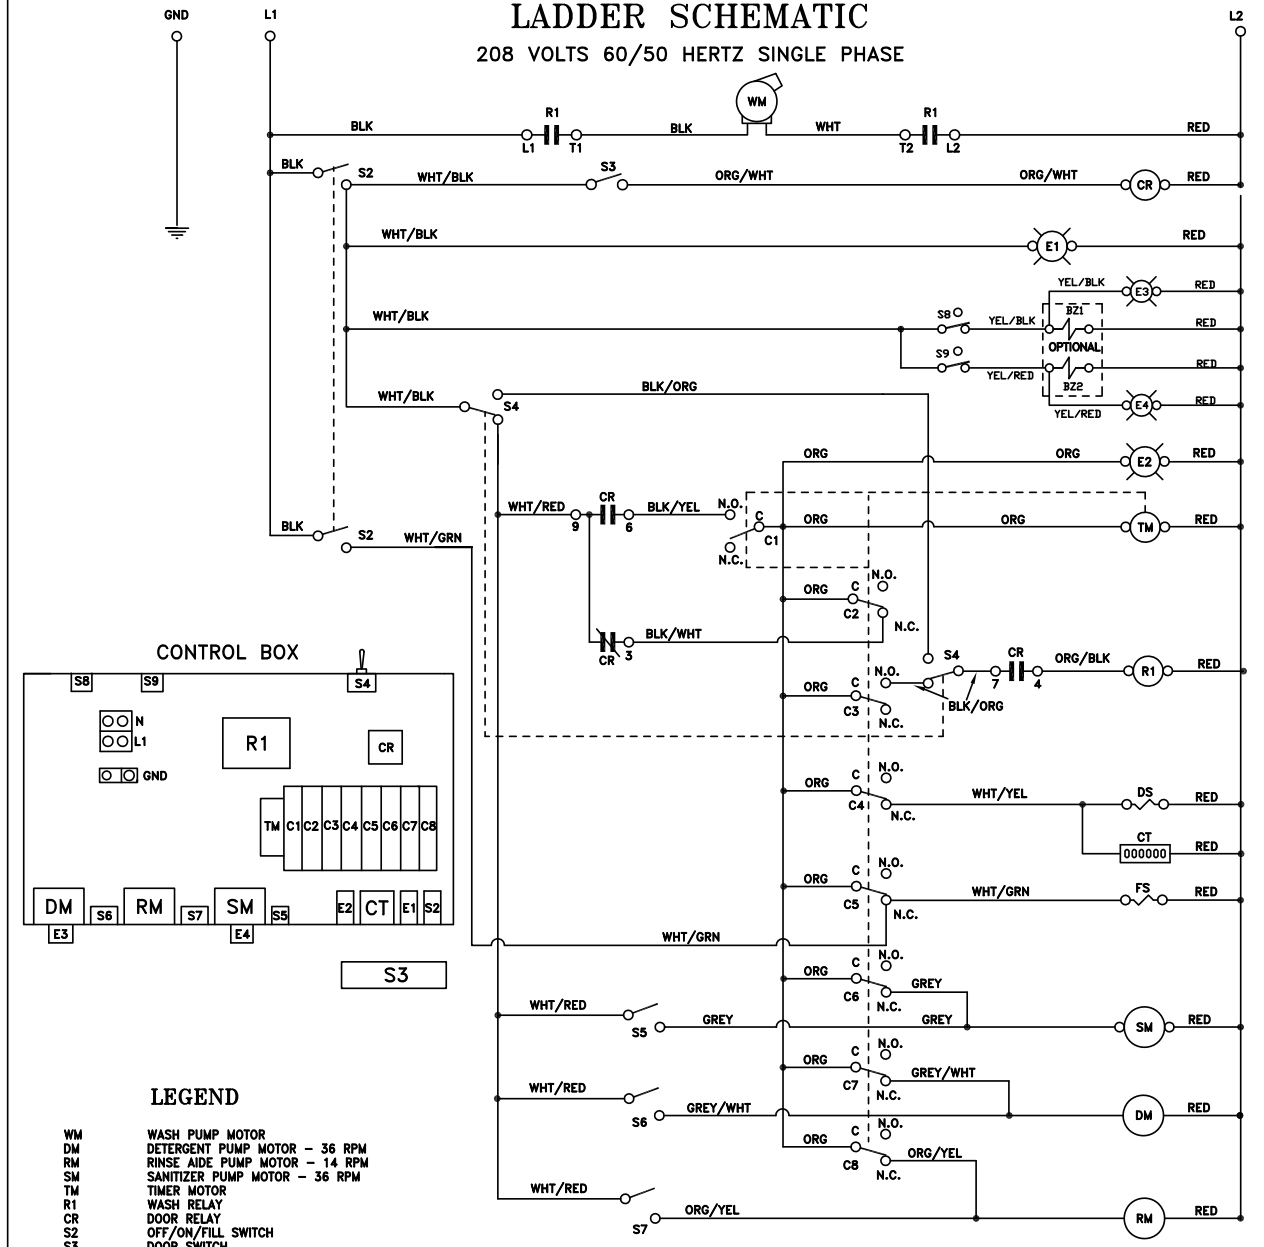 GND L1 LADDER SCHEMATIC L2
208 VOLTS 60/50 HERTZ SINGLE PHASE
WM
R1 R1
BLK BLK WHT RED
L1 T1 T2 L2
BLK S2 S3
WHT/BLK ORG/WHT ORG/WHT CR RED
WHT/BLK E1 RED
YEL/BLK E3 RED
WHT/BLK S8 YEL/BLK BZ1 RED
OPTIONAL
S9 YEL/RED BZ2 RED
BLK/ORG
WHT/BLK S4 YEL/RED E4 RED
ORG ORG E2 RED
WHT/RED 9 CR 6 BLK/YEL N.O. C C1 N.C. ORG ORG TM RED
BLK S2 WHT/GRN
ORG C C2 N.O. N.C.
CR 3 BLK/WHT
S4 7 CR 4 ORG/BLK R1 RED
ORG C C3 N.O. N.C. BLK/ORG
ORG C C4 N.O. N.C. WHT/YEL DS RED
CT 000000 RED
ORG C C5 N.O. N.C. WHT/GRN FS RED
WHT/GRN
ORG C C6 N.O. N.C. GREY
WHT/RED S5 GREY GREY SM RED
ORG C C7 N.O. N.C. GREY/WHT
WHT/RED S6 GREY/WHT DM RED
ORG C C8 N.O. N.C. ORG/YEL
WHT/RED S7 ORG/YEL RM RED
CONTROL BOX
S8 S9 S4
N
L1
R1 CR
GND
TM C1 C2 C3 C4 C5 C6 C7 C8
DM S6 RM S7 SM S5 E2 CT E1 S2
E3 E4
S3
LEGEND
WM WASH PUMP MOTOR
DM DETERGENT PUMP MOTOR – 36 RPM
RM RINSE AIDE PUMP MOTOR – 14 RPM
SM SANITIZER PUMP MOTOR – 36 RPM
TM TIMER MOTOR
R1 WASH RELAY
CR DOOR RELAY
S2 OFF/ON/FILL SWITCH
S3 DOOR SWITCH